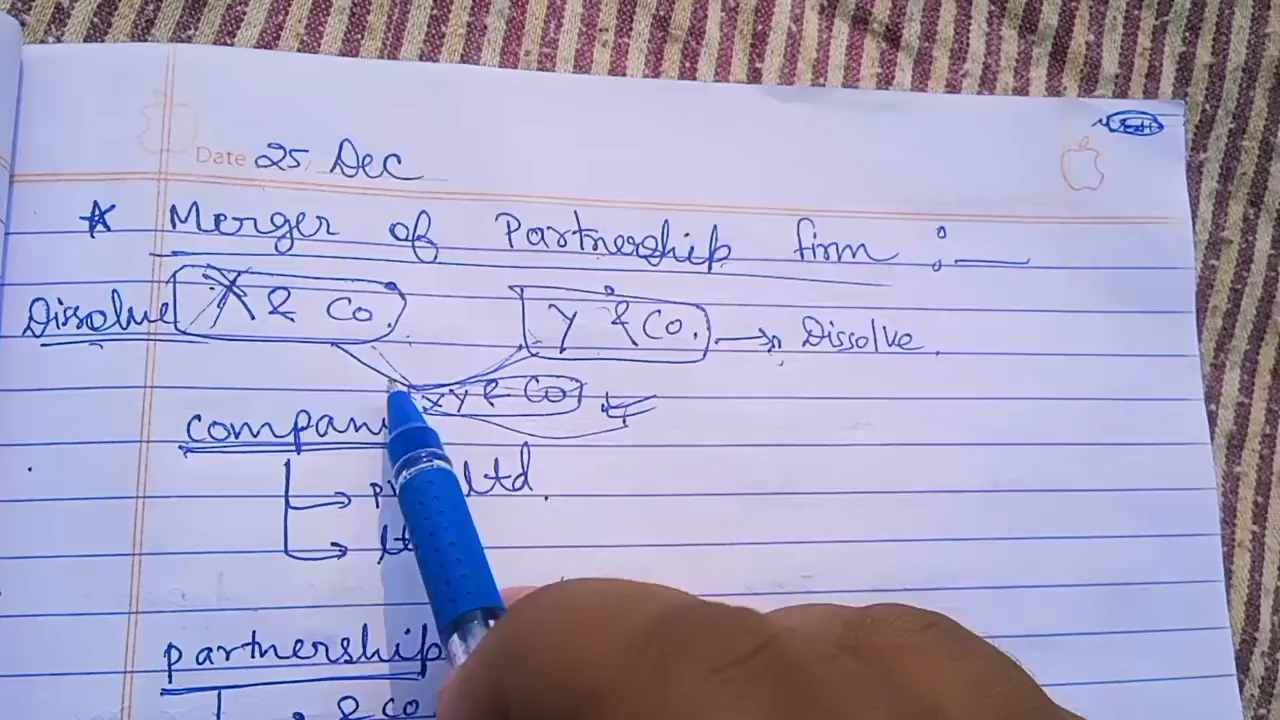 Date 25 Dec
* Merger of Partnership firm :—
Dissolve X & Co. Y & Co. → Dissolve.
XY & Co
compan
ltd.
partnership
& Co